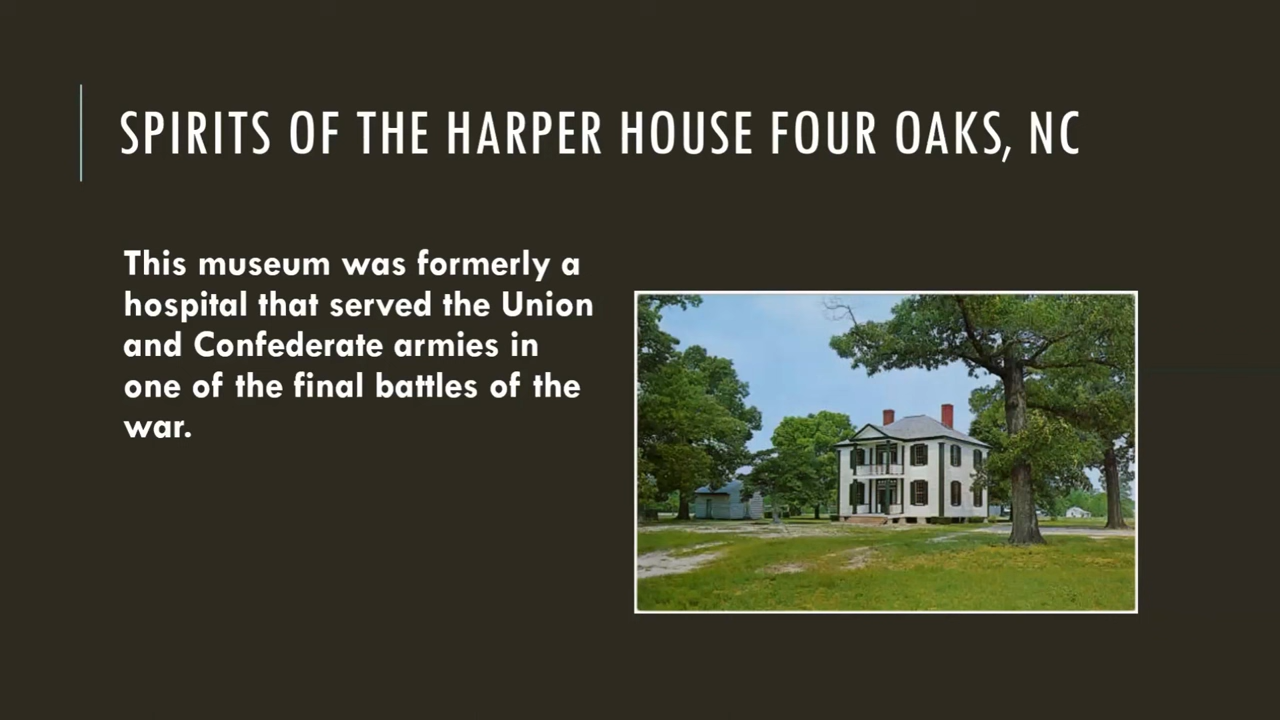 SPIRITS OF THE HARPER HOUSE FOUR OAKS, NC
This museum was formerly a
hospital that served the Union
and Confederate armies in
one of the final battles of the
war.